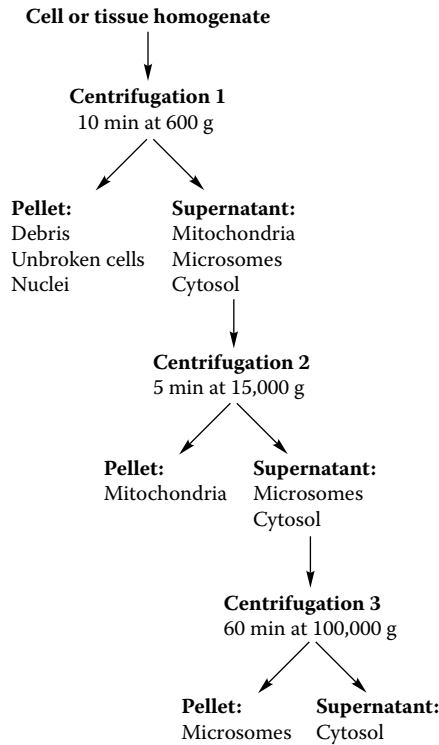 Cell or tissue homogenate
Centrifugation 1
10 min at 600 g
Pellet:
Debris
Unbroken cells
Nuclei
Supernatant:
Mitochondria
Microsomes
Cytosol
Centrifugation 2
5 min at 15,000 g
Pellet:
Mitochondria
Supernatant:
Microsomes
Cytosol
Centrifugation 3
60 min at 100,000 g
Pellet:
Microsomes
Supernatant:
Cytosol